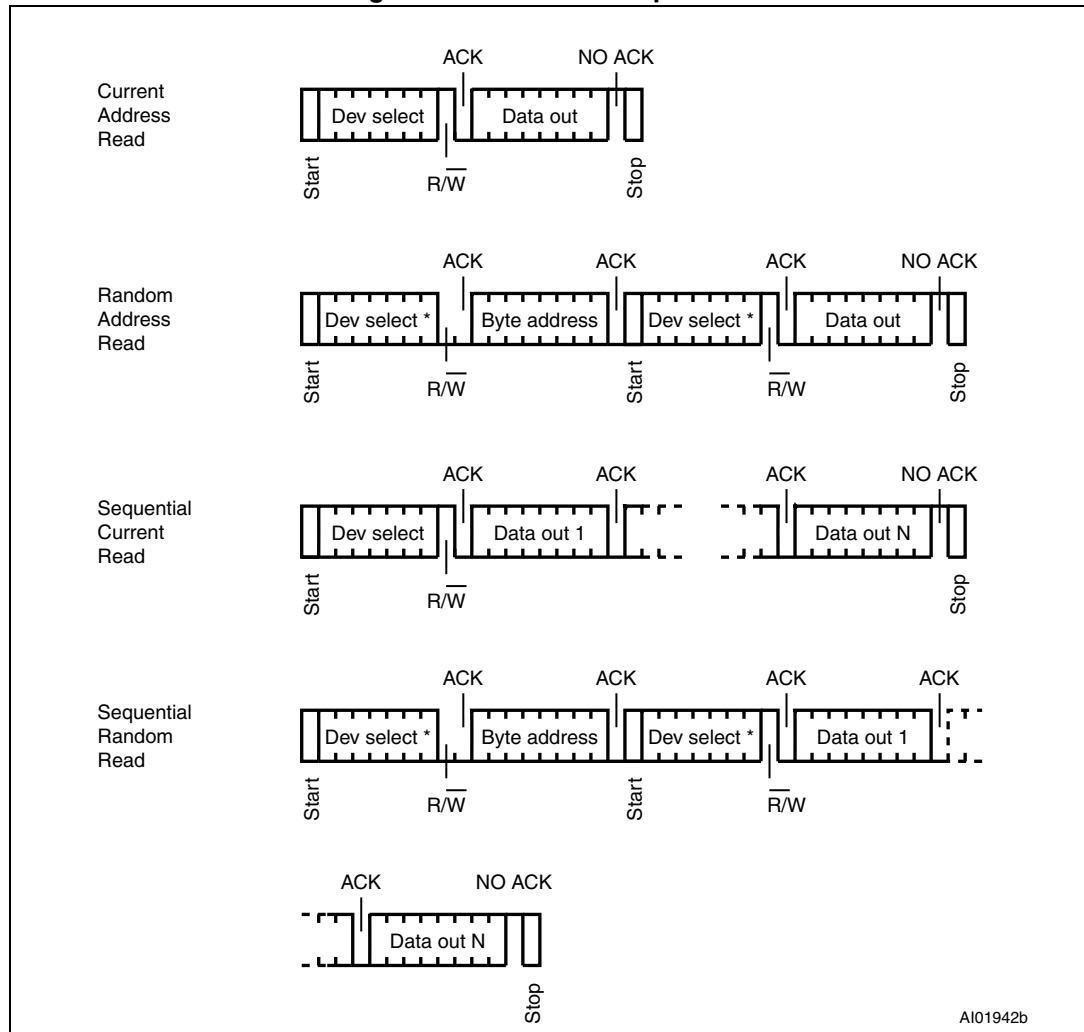 ACK NO ACK
Current
Address
Read
Dev select Data out
Start R/W̅ Stop
ACK ACK ACK NO ACK
Random
Address
Read
Dev select * Byte address Dev select * Data out
Start R/W̅ Start R̅/W Stop
ACK ACK ACK NO ACK
Sequential
Current
Read
Dev select Data out 1 Data out N
Start R/W̅ Stop
ACK ACK ACK ACK
Sequential
Random
Read
Dev select * Byte address Dev select * Data out 1
Start R/W̅ Start R̅/W
ACK NO ACK
Data out N
Stop
AI01942b